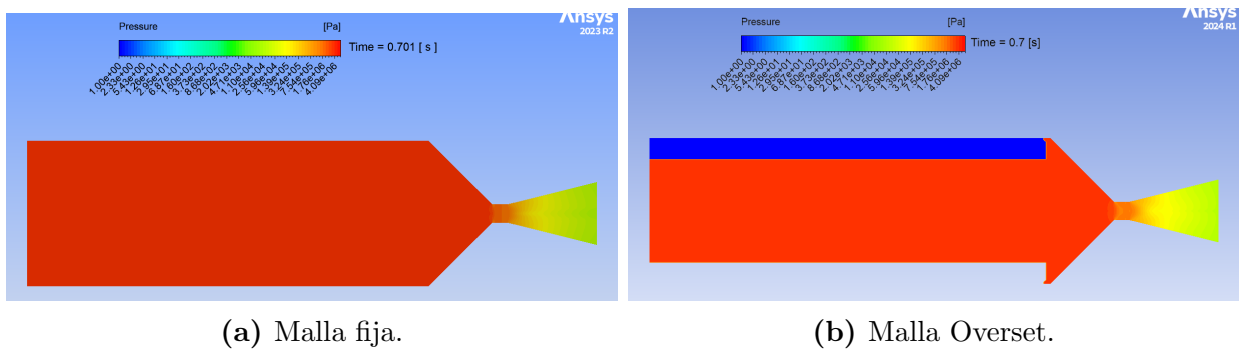 Ansys
2023 R2
Pressure [Pa]
Time = 0.701 [ s ]
1.00e+00
2.33e+00
5.43e+00
1.26e+01
2.95e+01
6.87e+01
1.60e+02
3.73e+02
8.68e+02
2.02e+03
4.71e+03
1.10e+04
2.56e+04
5.96e+04
1.39e+05
3.24e+05
7.54e+05
1.76e+06
4.09e+06
(a) Malla fija.
Ansys
2024 R1
Pressure [Pa]
Time = 0.7 [s]
1.00e+00
2.33e+00
5.43e+00
1.26e+01
2.95e+01
6.87e+01
1.60e+02
3.73e+02
8.68e+02
2.02e+03
4.71e+03
1.10e+04
2.56e+04
5.96e+04
1.39e+05
3.24e+05
7.54e+05
1.76e+06
4.09e+06
(b) Malla Overset.